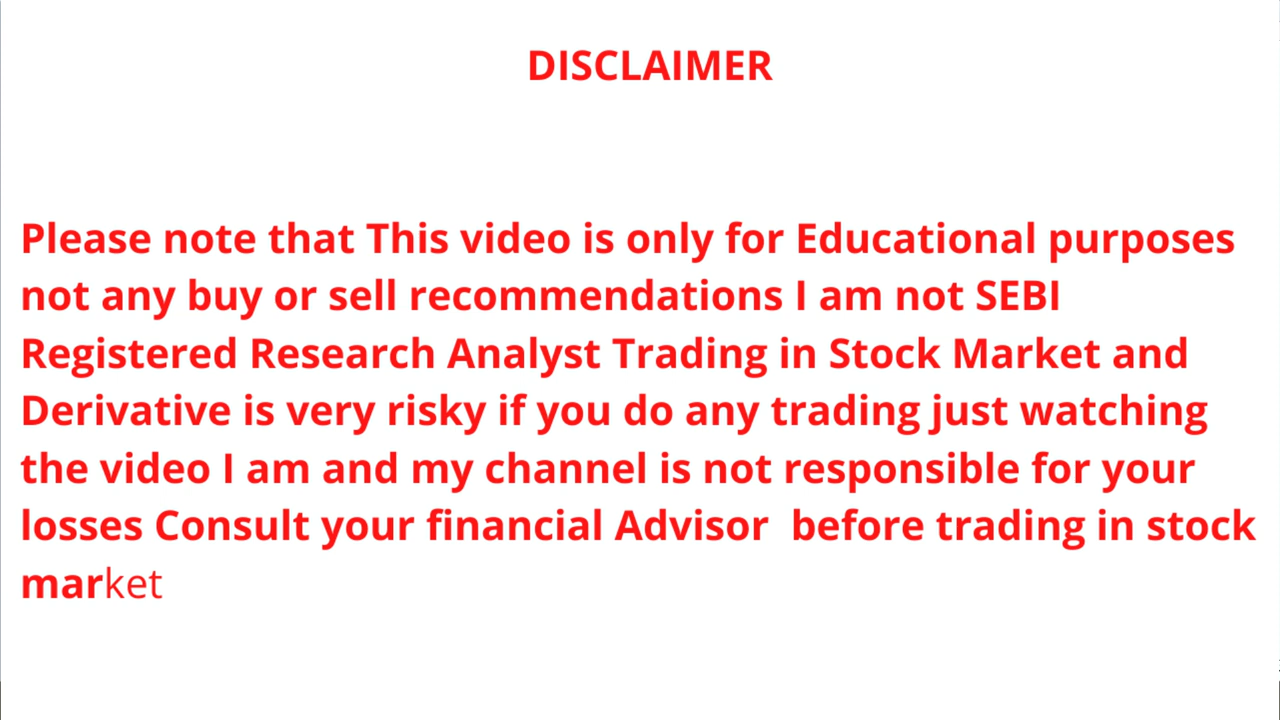 DISCLAIMER
Please note that This video is only for Educational purposes
not any buy or sell recommendations I am not SEBI
Registered Research Analyst Trading in Stock Market and
Derivative is very risky if you do any trading just watching
the video I am and my channel is not responsible for your
losses Consult your financial Advisor  before trading in stock
market